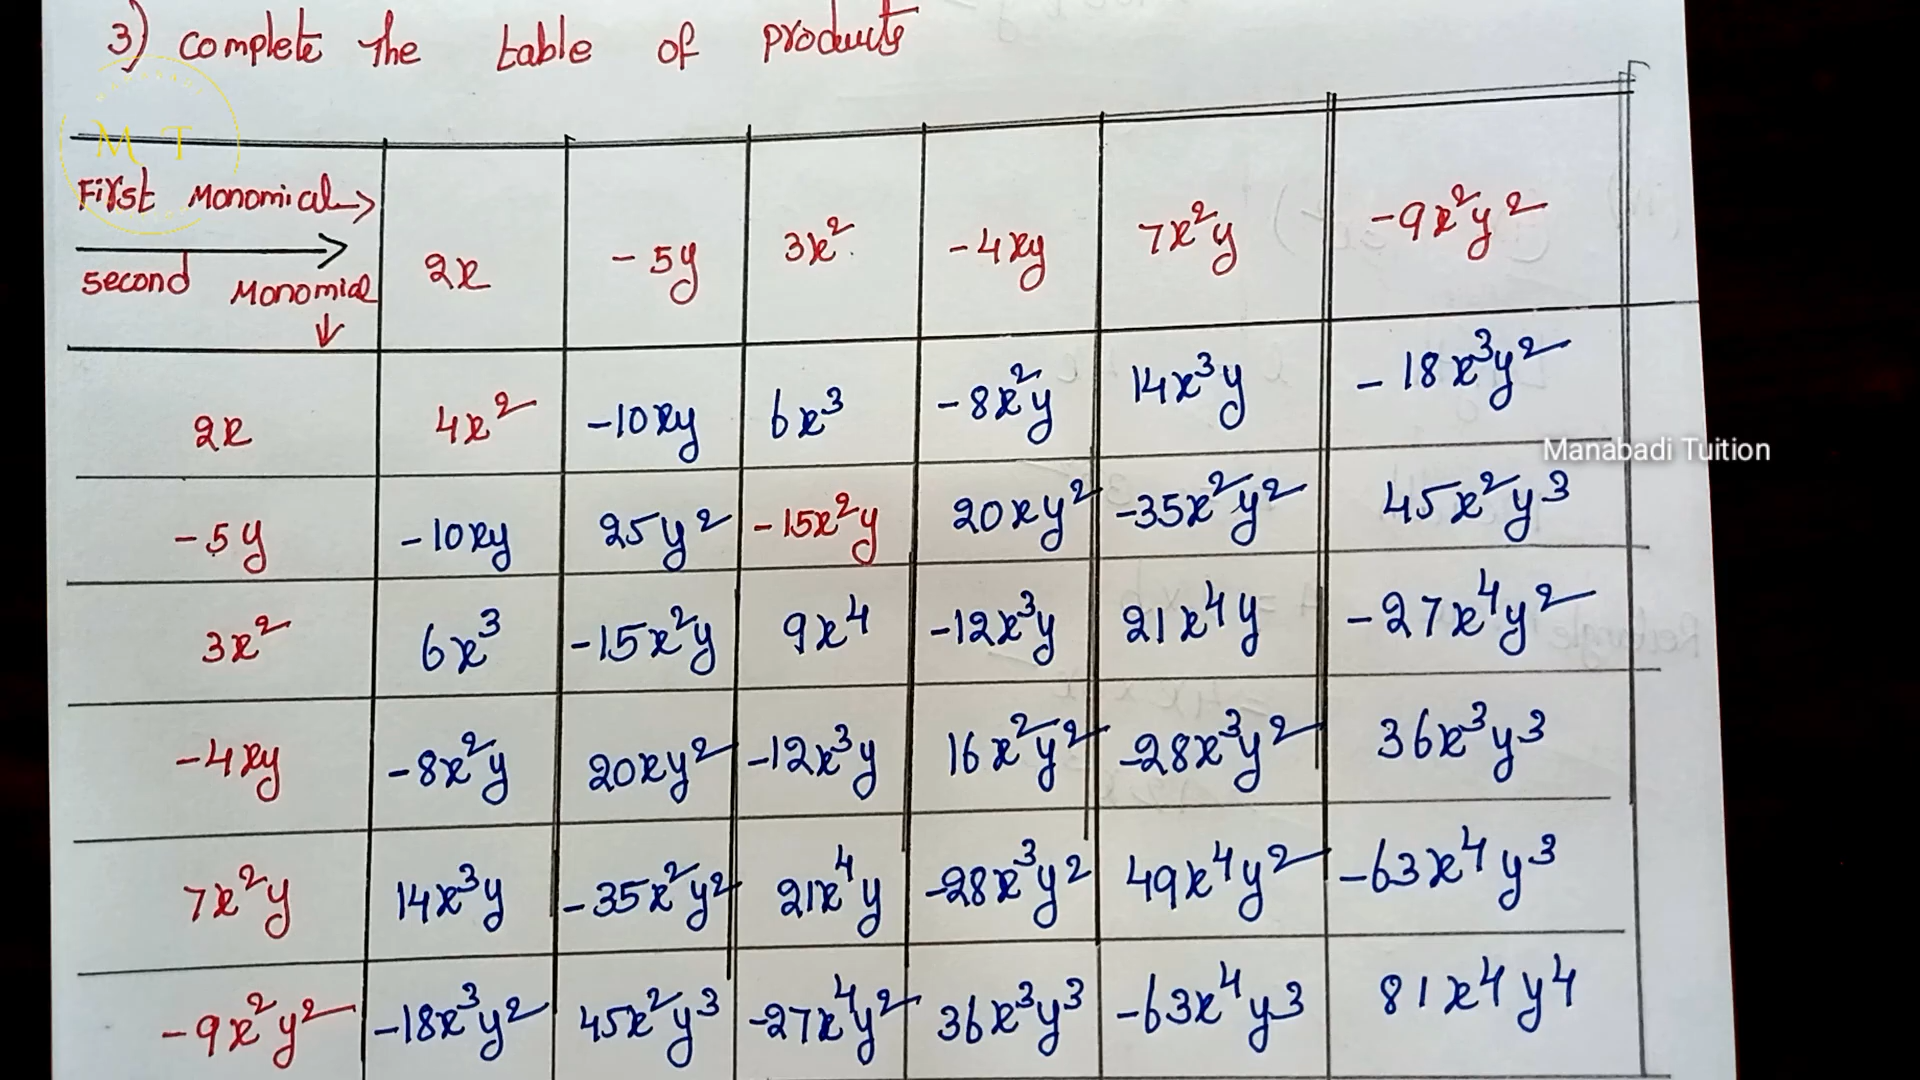 3) complete the table of products
M T
First Monomial →
second Monomial ↓
2x -5y 3x² -4xy 7x²y -9x²y²
2x 4x² -10xy 6x³ -8x²y 14x³y -18x³y²
Manabadi Tuition
-5y -10xy 25y² -15x²y 20xy² -35x²y² 45x²y³
3x² 6x³ -15x²y 9x⁴ -12x³y 21x⁴y -27x⁴y²
-4xy -8x²y 20xy² -12x³y 16x²y² -28x³y² 36x³y³
7x²y 14x³y -35x²y² 21x⁴y -28x³y² 49x⁴y² -63x⁴y³
-9x²y² -18x³y² 45x²y³ -27x⁴y² 36x³y³ -63x⁴y³ 81x⁴y⁴